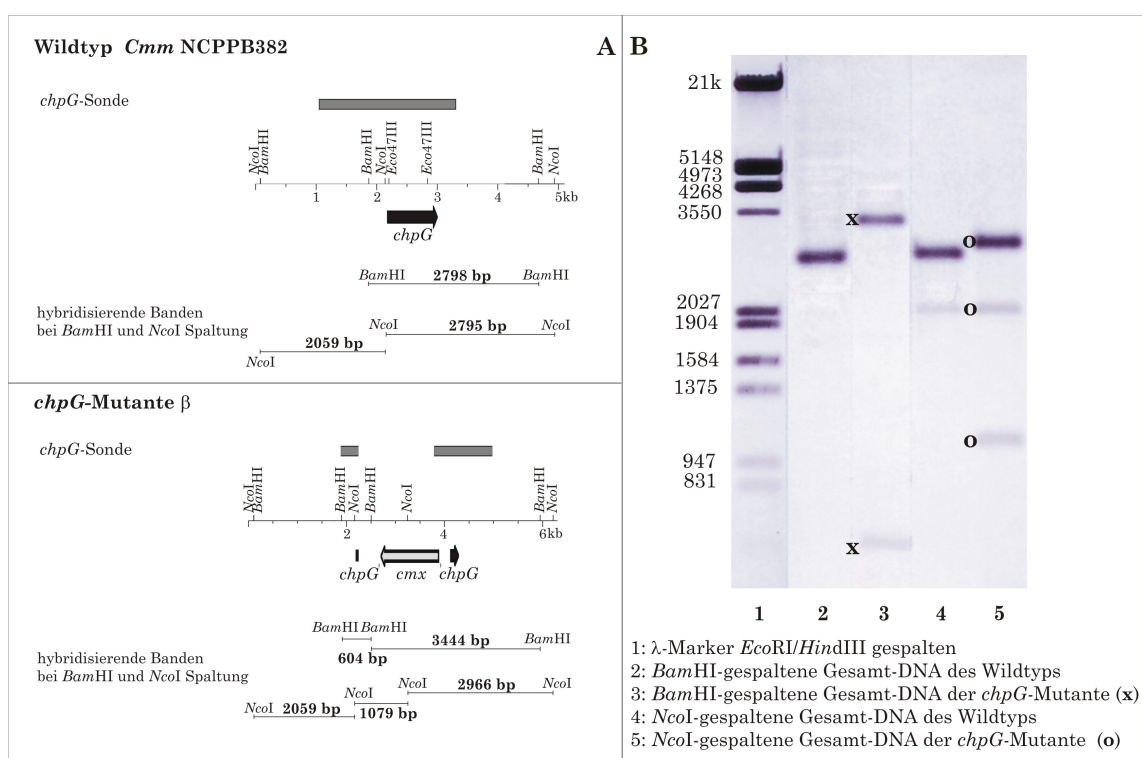 Wildtyp Cmm NCPPB382
A
chpG-Sonde
NcoI
BamHI
BamHI
NcoI
Eco47III
Eco47III
BamHI
NcoI
1
2
3
4
5kb
chpG
BamHI 2798 bp BamHI
hybridisierende Banden
bei BamHI und NcoI Spaltung
NcoI 2795 bp NcoI
2059 bp
NcoI
chpG-Mutante β
chpG-Sonde
NcoI
BamHI
BamHI
NcoI
BamHI
NcoI
BamHI
NcoI
2
4
6kb
chpG' cmx 'chpG
BamHI BamHI 3444 bp BamHI
604 bp
hybridisierende Banden
bei BamHI und NcoI Spaltung
NcoI 2966 bp NcoI
NcoI 2059 bp NcoI
1079 bp
B
21k
5148
4973
4268
3550
2027
1904
1584
1375
947
831
x
x
o
o
o
1 2 3 4 5
1: λ-Marker EcoRI/HindIII gespalten
2: BamHI-gespaltene Gesamt-DNA des Wildtyps
3: BamHI-gespaltene Gesamt-DNA der chpG-Mutante (x)
4: NcoI-gespaltene Gesamt-DNA des Wildtyps
5: NcoI-gespaltene Gesamt-DNA der chpG-Mutante (o)